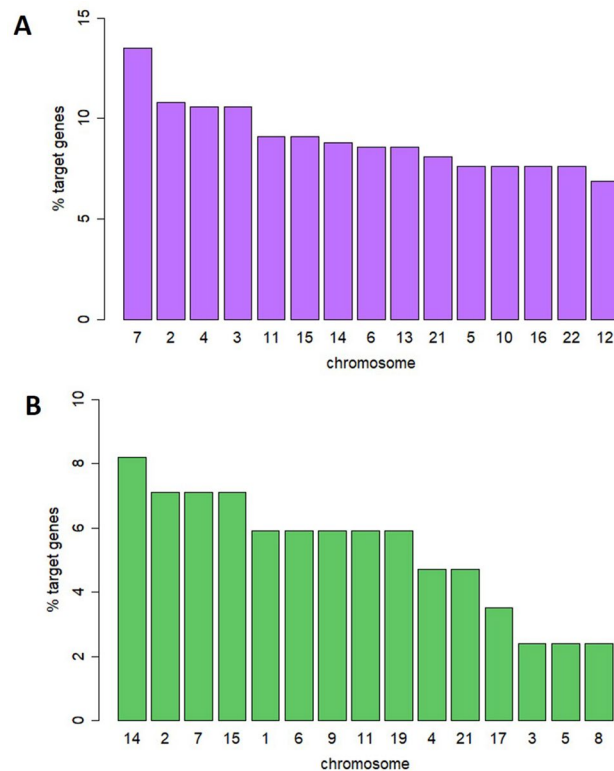 A
15
10
5
0
% target genes
7 2 4 3 11 15 14 6 13 21 5 10 16 22 12
chromosome
B
10
8
6
4
2
0
% target genes
14 2 7 15 1 6 9 11 19 4 21 17 3 5 8
chromosome